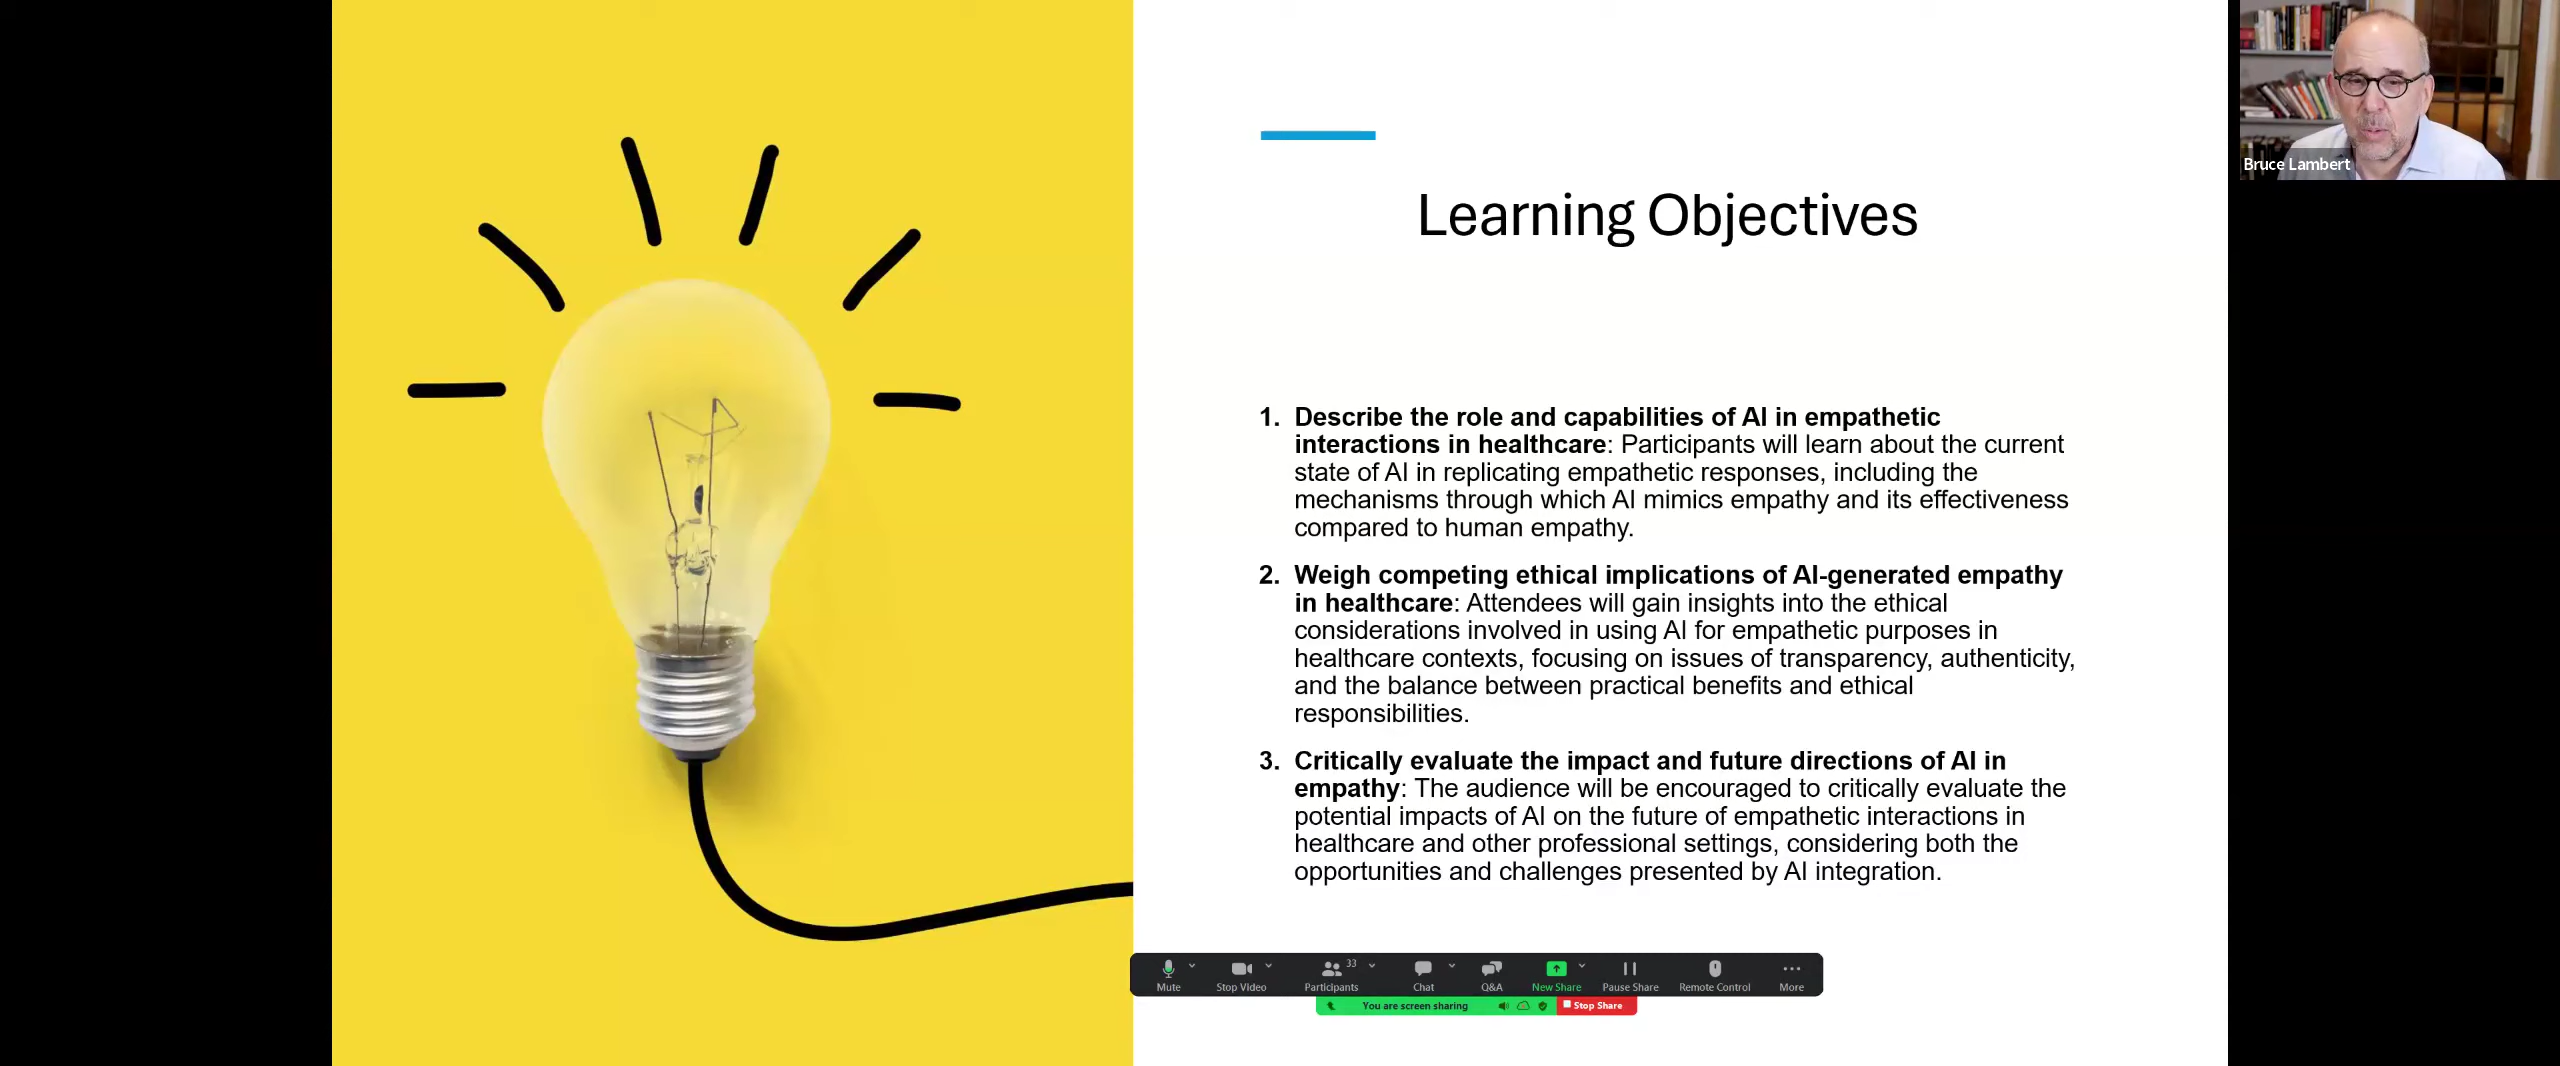 Bruce Lambert
Learning Objectives
1. Describe the role and capabilities of AI in empathetic
interactions in healthcare: Participants will learn about the current
state of AI in replicating empathetic responses, including the
mechanisms through which AI mimics empathy and its effectiveness
compared to human empathy.
2. Weigh competing ethical implications of AI-generated empathy
in healthcare: Attendees will gain insights into the ethical
considerations involved in using AI for empathetic purposes in
healthcare contexts, focusing on issues of transparency, authenticity,
and the balance between practical benefits and ethical
responsibilities.
3. Critically evaluate the impact and future directions of AI in
empathy: The audience will be encouraged to critically evaluate the
potential impacts of AI on the future of empathetic interactions in
healthcare and other professional settings, considering both the
opportunities and challenges presented by AI integration.
33
Mute Stop Video Participants Chat Q&A New Share Pause Share Remote Control More
You are screen sharing Stop Share